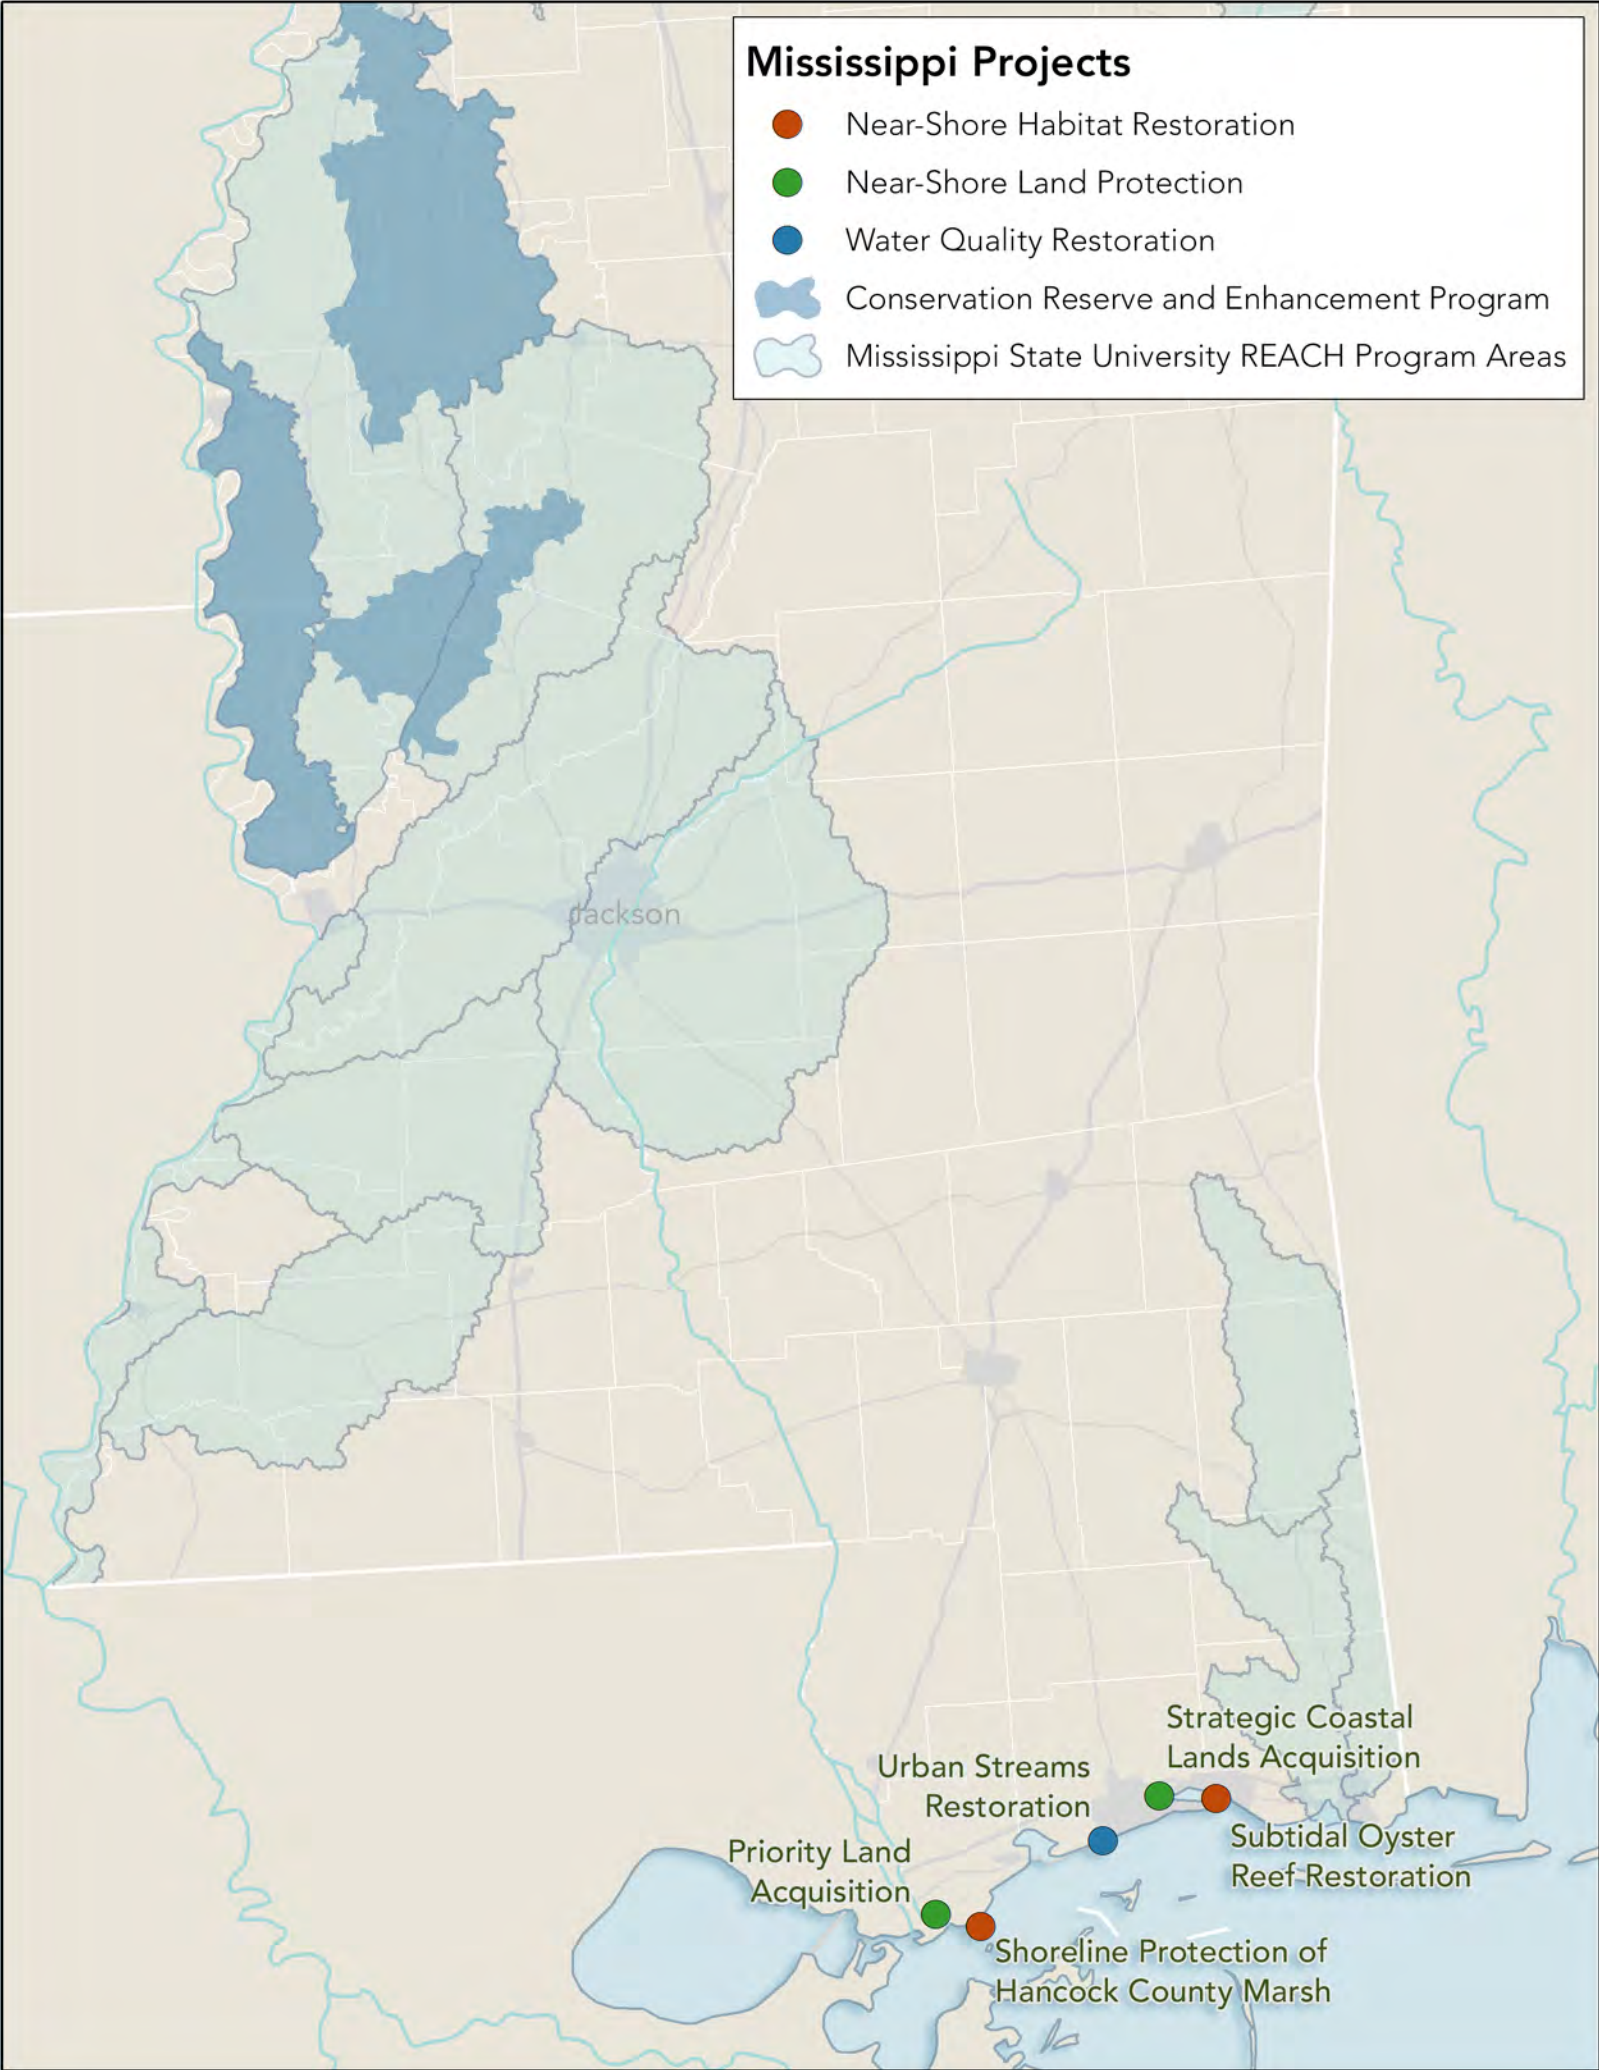 Mississippi Projects
Near-Shore Habitat Restoration
Near-Shore Land Protection
Water Quality Restoration
Conservation Reserve and Enhancement Program
Mississippi State University REACH Program Areas
Jackson
Strategic Coastal
Lands Acquisition
Urban Streams
Restoration
Subtidal Oyster
Reef Restoration
Priority Land
Acquisition
Shoreline Protection of
Hancock County Marsh